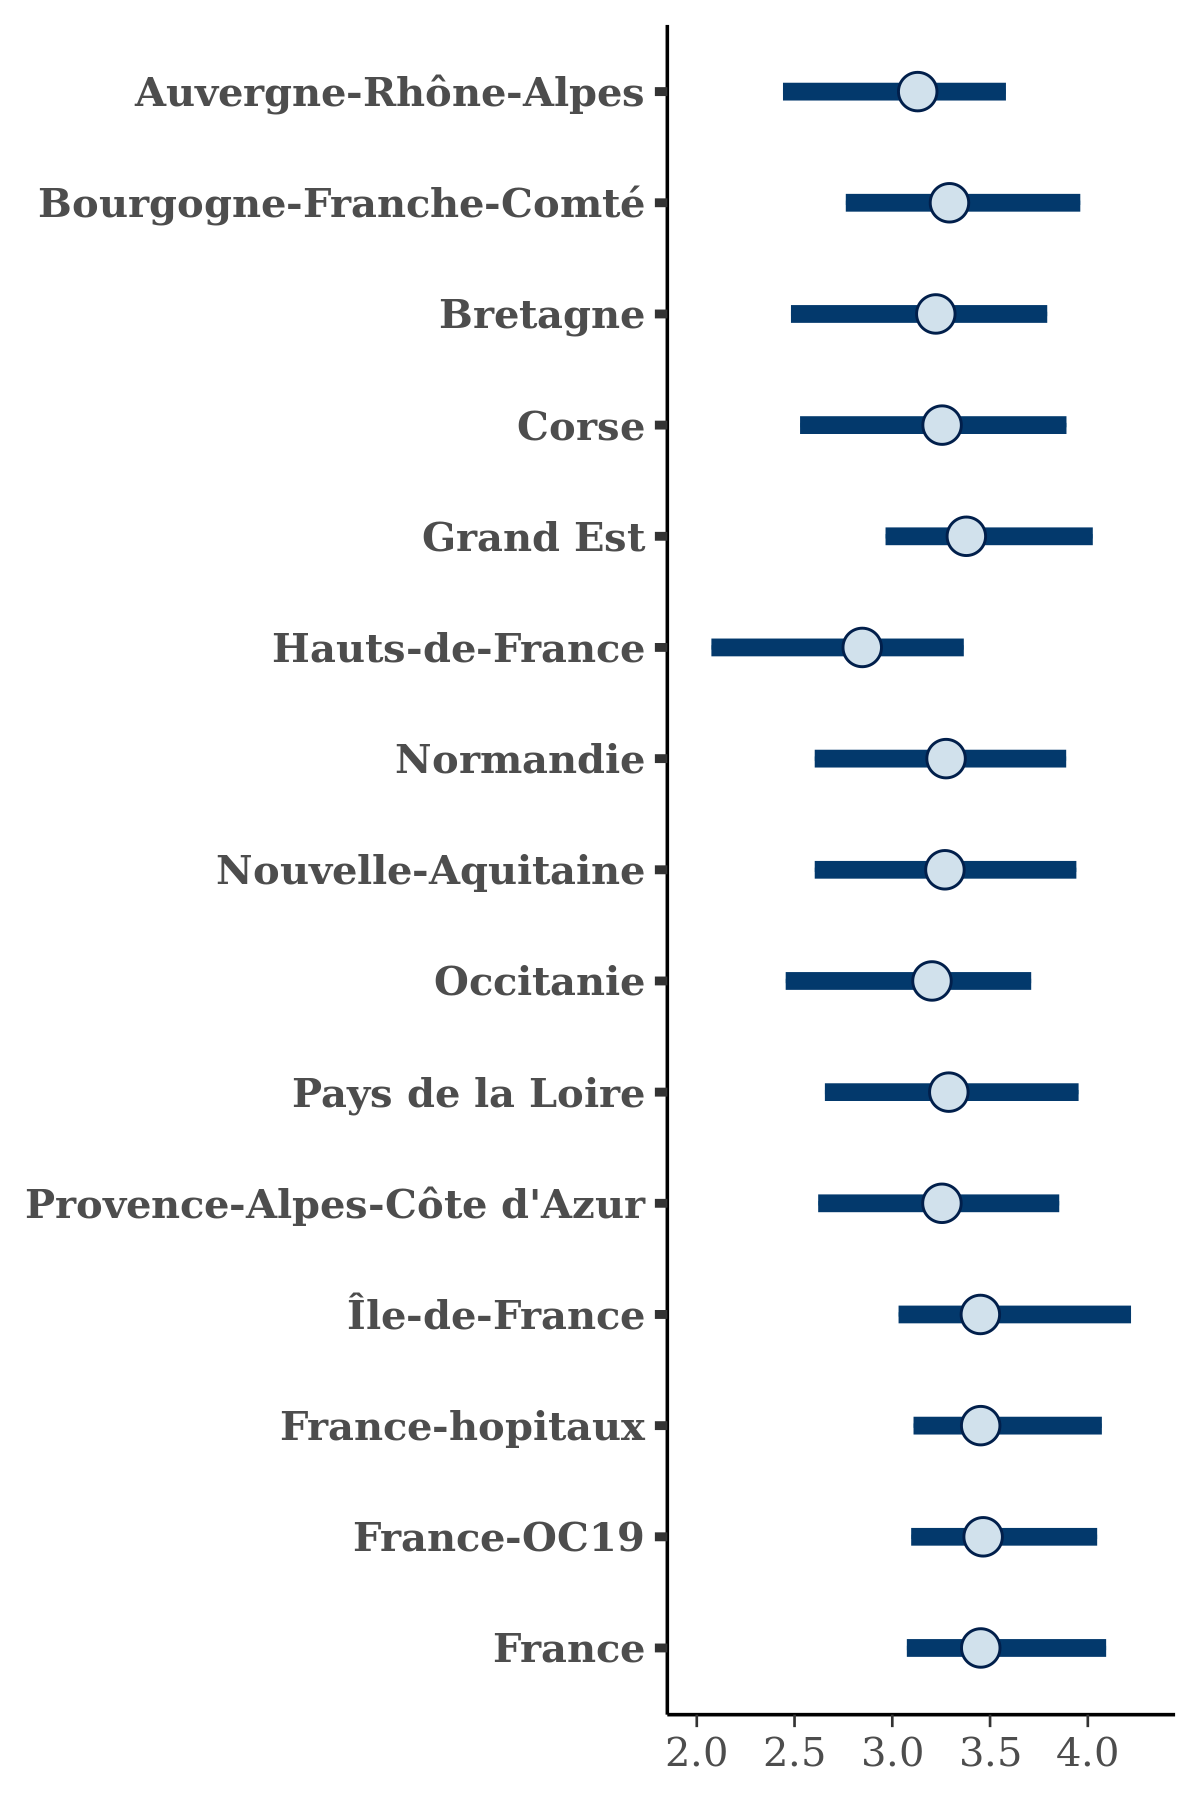 Auvergne-Rhône-Alpes
Bourgogne-Franche-Comté
Bretagne
Corse
Grand Est
Hauts-de-France
Normandie
Nouvelle-Aquitaine
Occitanie
Pays de la Loire
Provence-Alpes-Côte d'Azur
Île-de-France
France-hopitaux
France-OC19
France
2.0 2.5 3.0 3.5 4.0